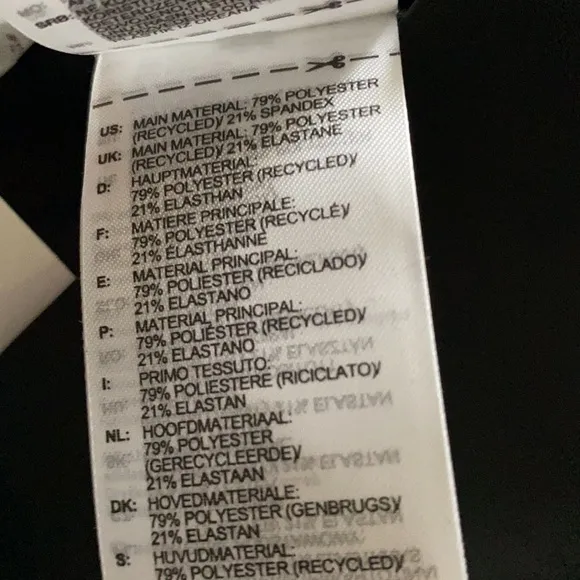 SRB:
US: MAIN MATERIAL: 79% POLYESTER
(RECYCLED)/ 21% SPANDEX
UK: MAIN MATERIAL: 79% POLYESTER
(RECYCLED)/ 21% ELASTANE
D: HAUPTMATERIAL:
79% POLYESTER (RECYCLED)/
21% ELASTHAN
F: MATIERE PRINCIPALE:
79% POLYESTER (RECYCLÉ)/
21% ÉLASTHANNE
E: MATERIAL PRINCIPAL:
79% POLIESTER (RECICLADO)/
21% ELASTANO
P: MATERIAL PRINCIPAL:
79% POLIÉSTER (RECYCLED)/
21% ELASTANO
I: PRIMO TESSUTO:
79% POLIESTERE (RICICLATO)/
21% ELASTAN
NL: HOOFDMATERIAAL:
79% POLYESTER
(GERECYCLEERDE)/
21% ELASTAAN
DK: HOVEDMATERIALE:
79% POLYESTER (GENBRUGS)/
21% ELASTAN
S: HUVUDMATERIAL:
79% POLYESTER (RECYCLED)/